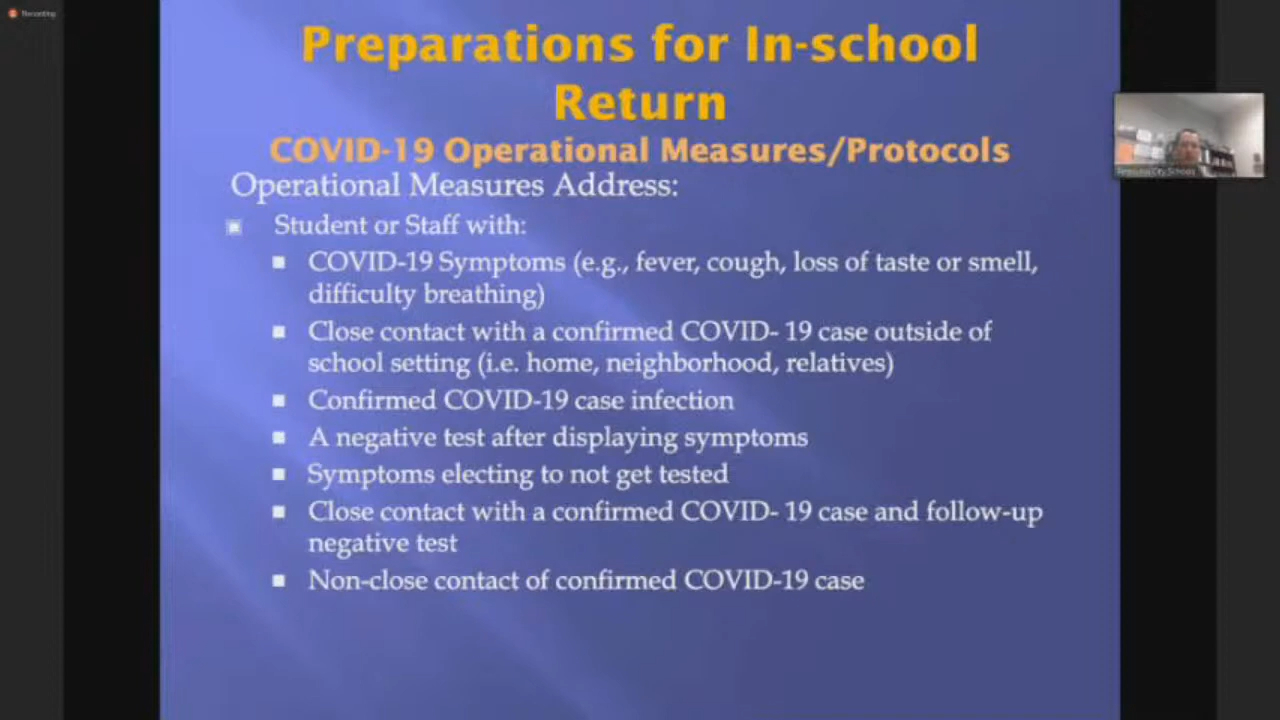 Recording
Preparations for In-school
Return
COVID-19 Operational Measures/Protocols
Operational Measures Address:
Student or Staff with:
COVID-19 Symptoms (e.g., fever, cough, loss of taste or smell,
difficulty breathing)
Close contact with a confirmed COVID- 19 case outside of
school setting (i.e. home, neighborhood, relatives)
Confirmed COVID-19 case infection
A negative test after displaying symptoms
Symptoms electing to not get tested
Close contact with a confirmed COVID- 19 case and follow-up
negative test
Non-close contact of confirmed COVID-19 case
City Schools